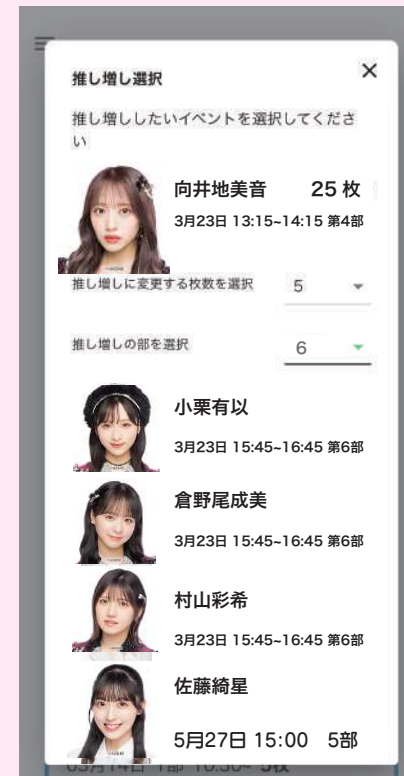 推し増し選択
×
推し増ししたいイベントを選択してくださ
い
向井地美音 25 枚
3月23日 13:15~14:15 第4部
推し増しに変更する枚数を選択 5
推し増しの部を選択 6
小栗有以
3月23日 15:45~16:45 第6部
倉野尾成美
3月23日 15:45~16:45 第6部
村山彩希
3月23日 15:45~16:45 第6部
佐藤綺星
5月27日 15:00 5部